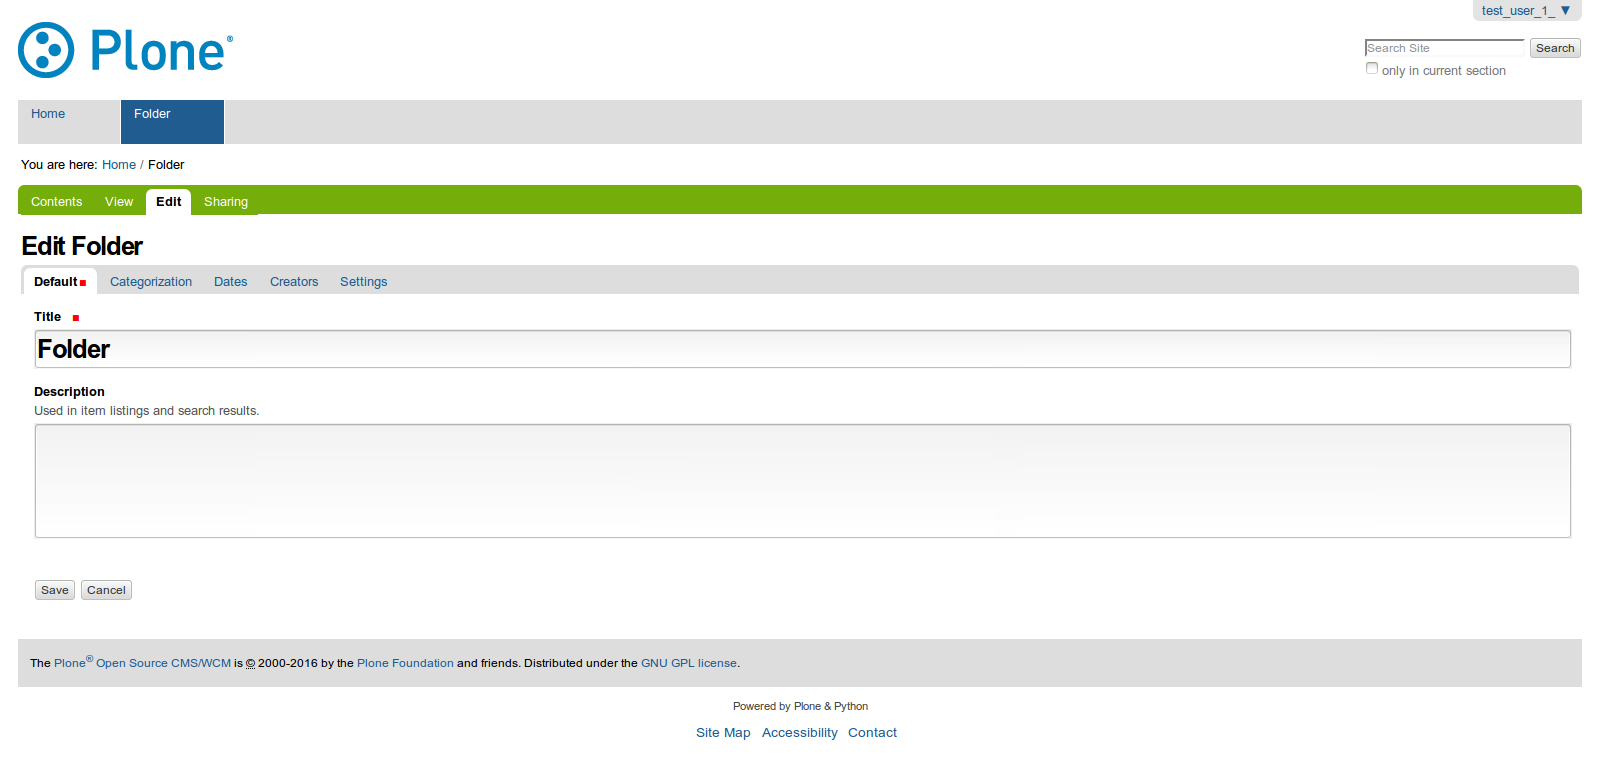 test_user_1_ ▼
Plone®
Search Site Search
only in current section
Home Folder
You are here: Home / Folder
Contents View Edit Sharing
Edit Folder
Default Categorization Dates Creators Settings
Title
Folder
Description
Used in item listings and search results.
Save Cancel
The Plone® Open Source CMS/WCM is © 2000-2016 by the Plone Foundation and friends. Distributed under the GNU GPL license.
Powered by Plone & Python
Site Map Accessibility Contact